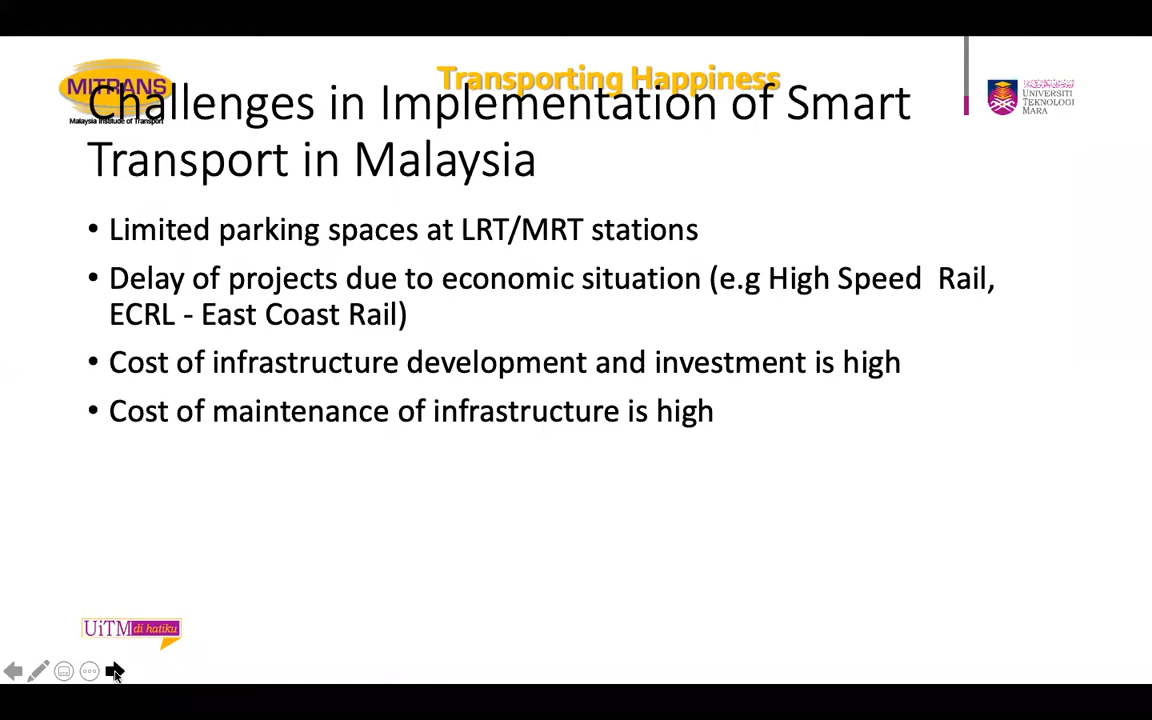 MITRANS
Malaysia Institute of Transport
Transporting Happiness
UNIVERSITI
TEKNOLOGI
MARA
Challenges in Implementation of Smart
Transport in Malaysia
• Limited parking spaces at LRT/MRT stations
• Delay of projects due to economic situation (e.g High Speed  Rail,
ECRL - East Coast Rail)
• Cost of infrastructure development and investment is high
• Cost of maintenance of infrastructure is high
UiTM di hatiku